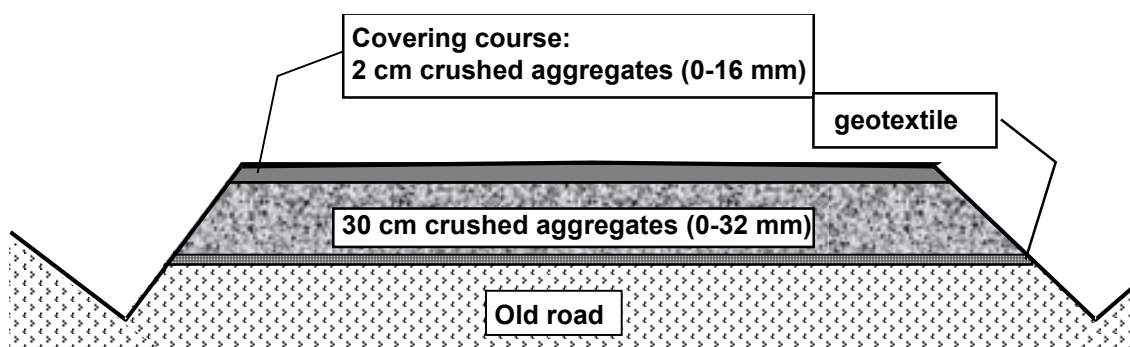 Covering course:
2 cm crushed aggregates (0-16 mm)
geotextile
30 cm crushed aggregates (0-32 mm)
Old road